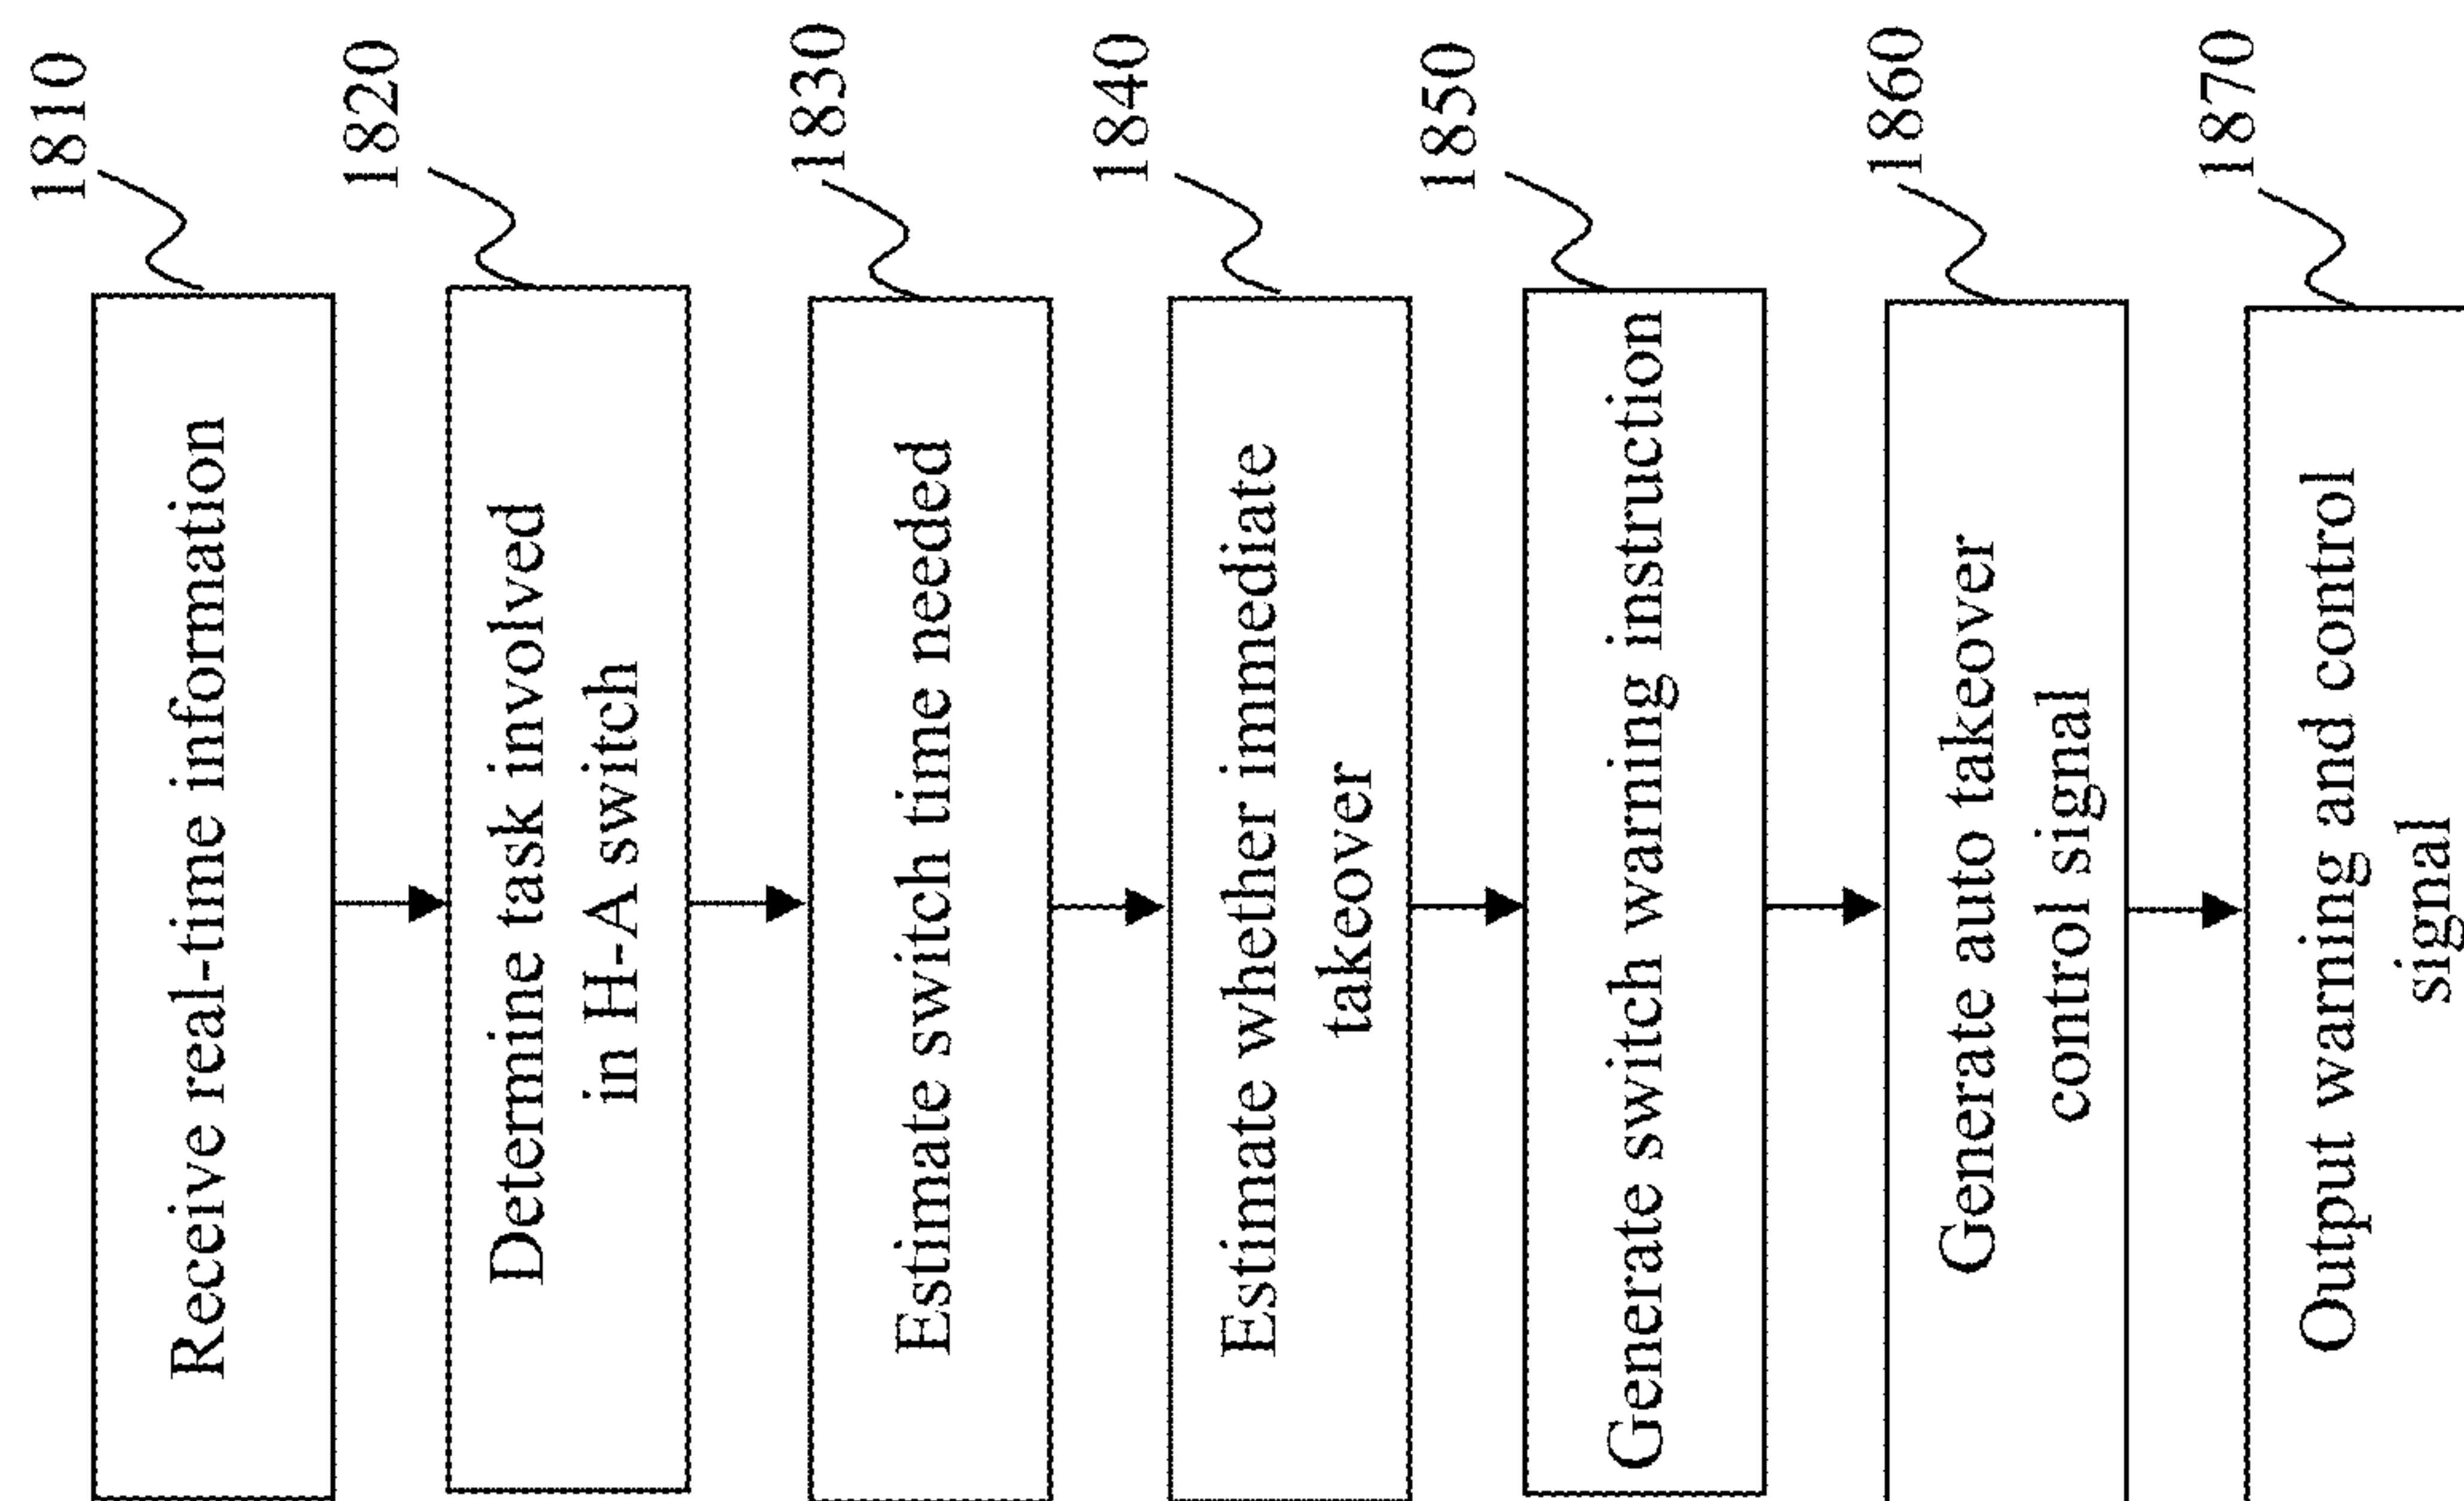 1810
Receive real-time information
1820
Determine task involved
in H-A switch
1830
Estimate switch time needed
1840
Estimate whether immediate
takeover
1850
Generate switch warning instruction
1860
Generate auto takeover
control signal
1870
Output warning and control
signal